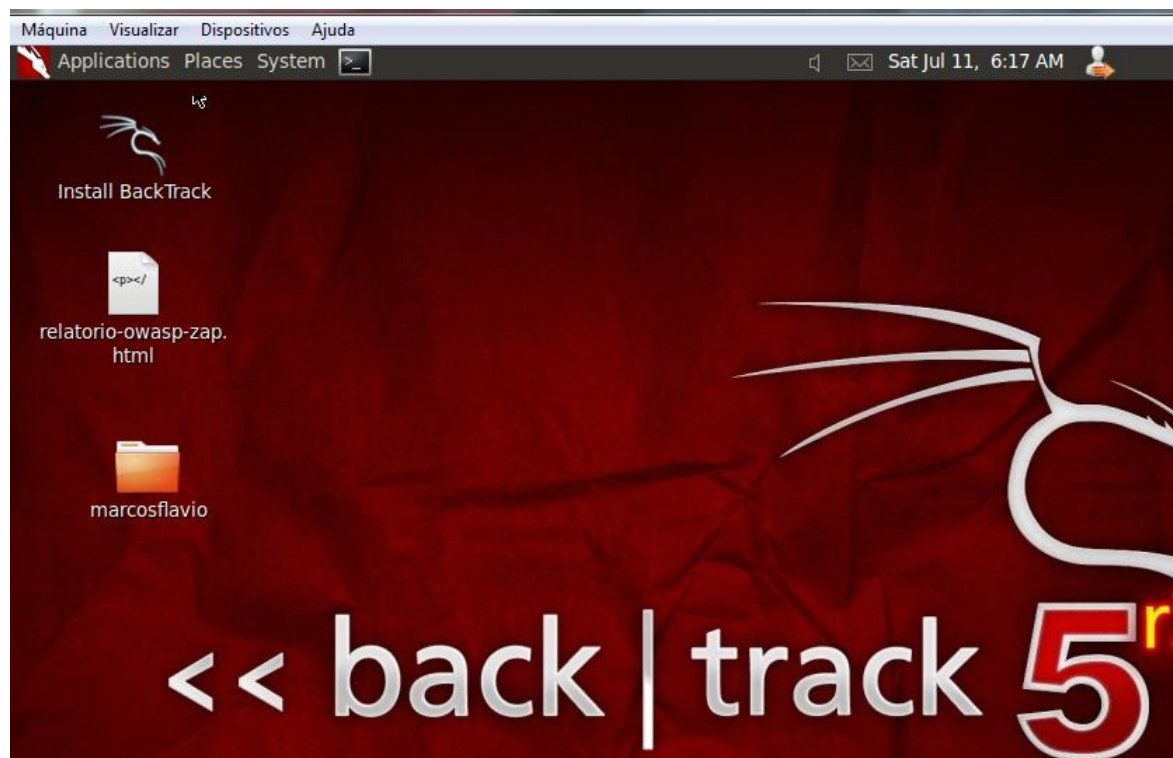 Máquina Visualizar Dispositivos Ajuda
Applications Places System >_ Sat Jul 11, 6:17 AM
Install BackTrack
<p></
relatorio-owasp-zap.
html
marcosflavio
<< back | track 5 r